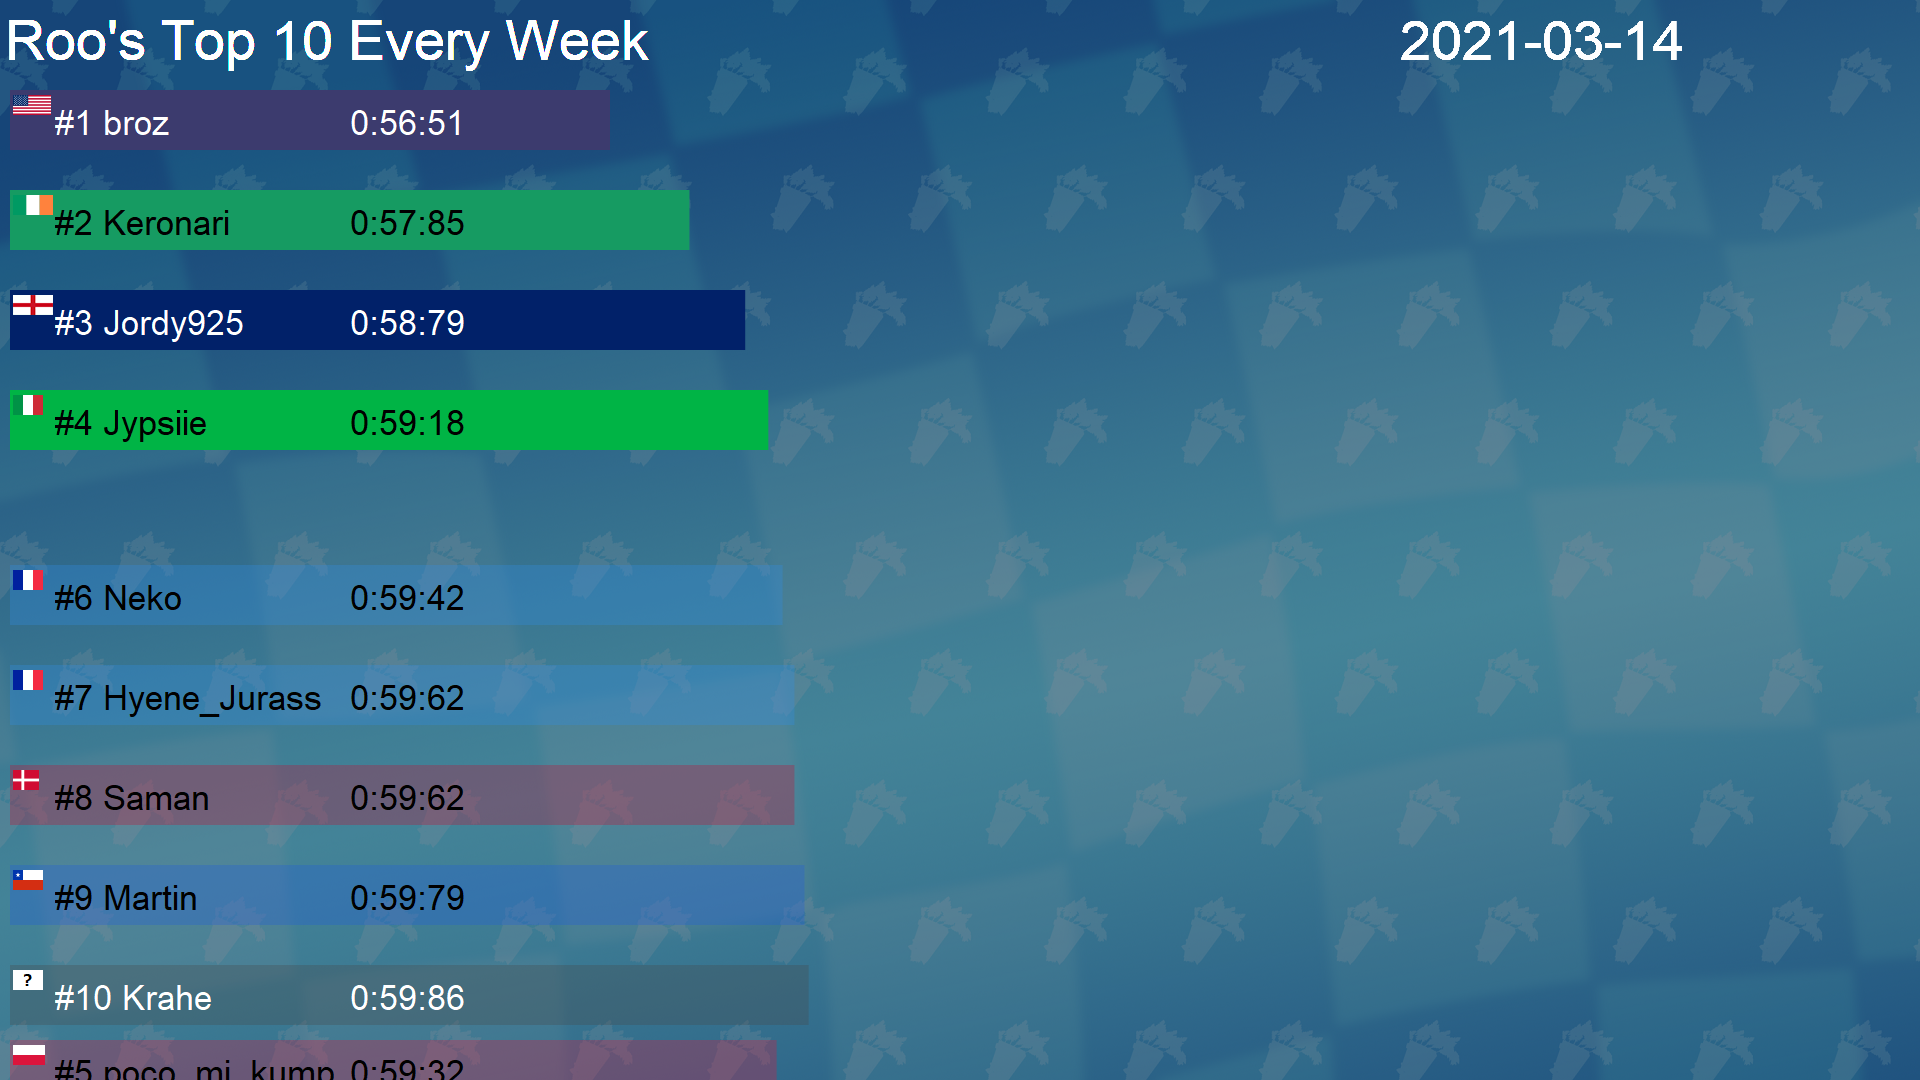 Roo's Top 10 Every Week 2021-03-14
#1 broz 0:56:51
#2 Keronari 0:57:85
#3 Jordy925 0:58:79
#4 Jypsiie 0:59:18
#6 Neko 0:59:42
#7 Hyene_Jurass 0:59:62
#8 Saman 0:59:62
#9 Martin 0:59:79
?
#10 Krahe 0:59:86
#5 poco_mi_kump 0:59:32